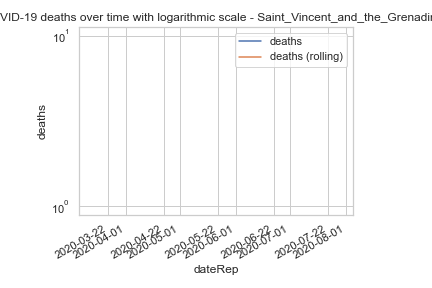 VID-19 deaths over time with logarithmic scale - Saint_Vincent_and_the_Grenadin
10^1
deaths
deaths (rolling)
deaths
10^0
2020-03-22
2020-04-01
2020-04-22
2020-05-01
2020-05-22
2020-06-01
2020-06-22
2020-07-01
2020-07-22
2020-08-01
dateRep